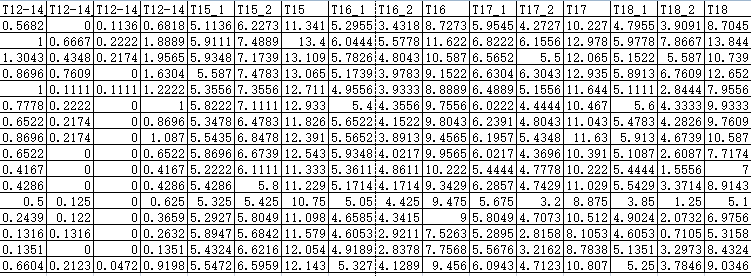 T12-14 T12-14 T12-14 T12-14 T15_1 T15_2 T15 T16_1 T16_2 T16 T17_1 T17_2 T17 T18_1 T18_2 T18
0.5682 0 0.1136 0.6818 5.1136 6.2273 11.341 5.2955 3.4318 8.7273 5.9545 4.2727 10.227 4.7955 3.9091 8.7045
1 0.6667 0.2222 1.8889 5.9111 7.4889 13.4 6.0444 5.5778 11.622 6.8222 6.1556 12.978 5.9778 7.8667 13.844
1.3043 0.4348 0.2174 1.9565 5.9348 7.1739 13.109 5.7826 4.8043 10.587 6.5652 5.5 12.065 5.1522 5.587 10.739
0.8696 0.7609 0 1.6304 5.587 7.4783 13.065 5.1739 3.9783 9.1522 6.6304 6.3043 12.935 5.8913 6.7609 12.652
1 0.1111 0.1111 1.2222 5.3556 7.3556 12.711 4.9556 3.9333 8.8889 6.4889 5.1556 11.644 5.1111 2.8444 7.9556
0.7778 0.2222 0 1 5.8222 7.1111 12.933 5.4 4.3556 9.7556 6.0222 4.4444 10.467 5.6 4.3333 9.9333
0.6522 0.2174 0 0.8696 5.3478 6.4783 11.826 5.6522 4.1522 9.8043 6.2391 4.8043 11.043 5.4783 4.2826 9.7609
0.8696 0.2174 0 1.087 5.5435 6.8478 12.391 5.5652 3.8913 9.4565 6.1957 5.4348 11.63 5.913 4.6739 10.587
0.6522 0 0 0.6522 5.8696 6.6739 12.543 5.9348 4.0217 9.9565 6.0217 4.3696 10.391 5.1087 2.6087 7.7174
0.4167 0 0 0.4167 5.2222 6.1111 11.333 5.3611 4.8611 10.222 5.4444 4.7778 10.222 5.4444 1.5556 7
0.4286 0 0 0.4286 5.4286 5.8 11.229 5.1714 4.1714 9.3429 6.2857 4.7429 11.029 5.5429 3.3714 8.9143
0.5 0.125 0 0.625 5.325 5.425 10.75 5.05 4.425 9.475 5.675 3.2 8.875 3.85 1.25 5.1
0.2439 0.122 0 0.3659 5.2927 5.8049 11.098 4.6585 4.3415 9 5.8049 4.7073 10.512 4.9024 2.0732 6.9756
0.1316 0.1316 0 0.2632 5.8947 5.6842 11.579 4.6053 2.9211 7.5263 5.2895 2.8158 8.1053 4.6053 0.7105 5.3158
0.1351 0 0 0.1351 5.4324 6.6216 12.054 4.9189 2.8378 7.7568 5.5676 3.2162 8.7838 5.1351 3.2973 8.4324
0.6604 0.2123 0.0472 0.9198 5.5472 6.5959 12.143 5.327 4.1289 9.456 6.0943 4.7123 10.807 5.25 3.7846 9.0346